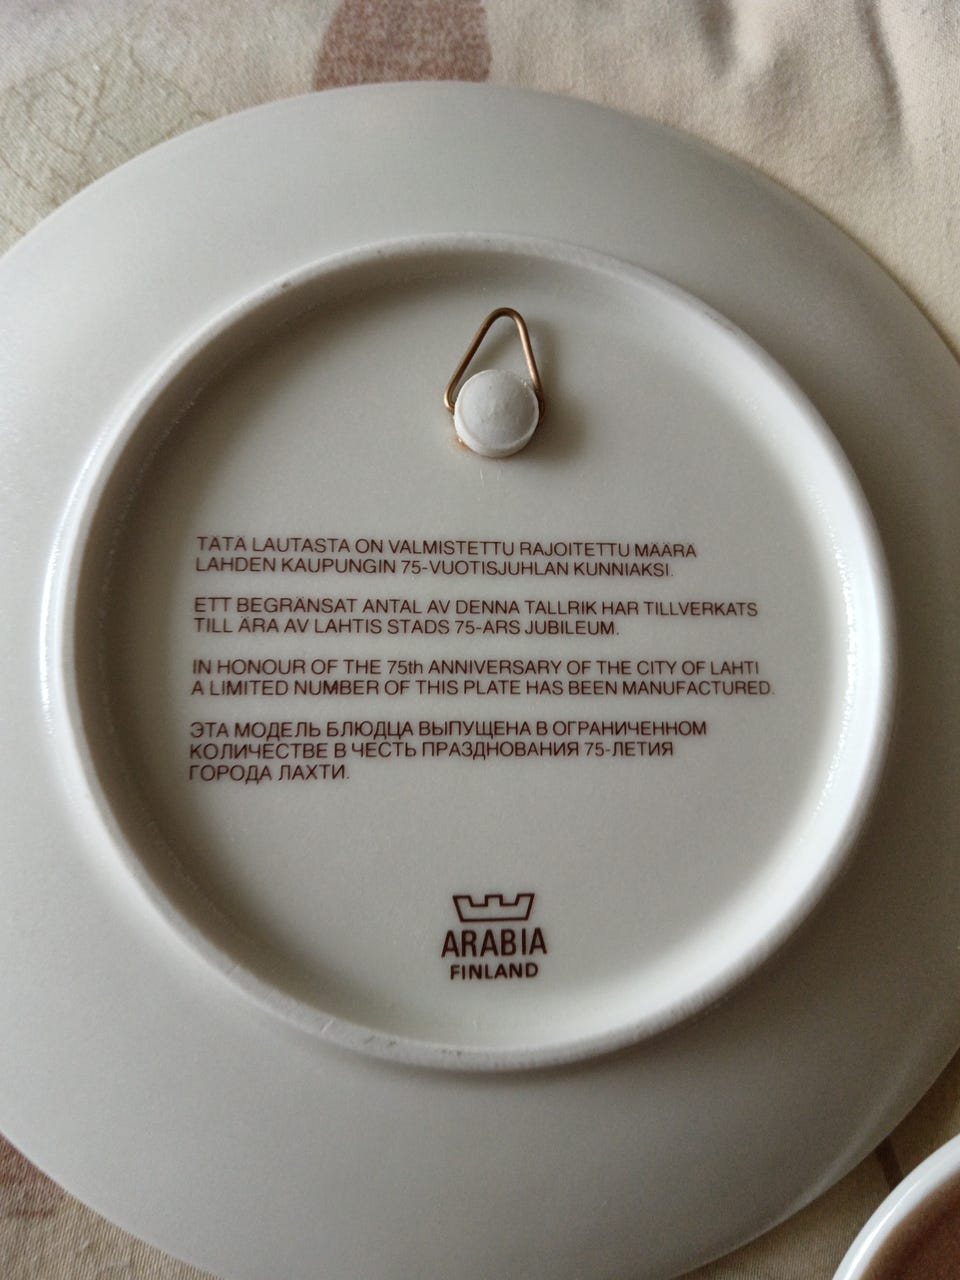 TÄTÄ LAUTASTA ON VALMISTETTU RAJOITETTU MÄÄRÄ
LAHDEN KAUPUNGIN 75-VUOTISJUHLAN KUNNIAKSI.
ETT BEGRÄNSAT ANTAL AV DENNA TALLRIK HAR TILLVERKATS
TILL ÄRA AV LAHTIS STADS 75-ÅRS JUBILEUM.
IN HONOUR OF THE 75th ANNIVERSARY OF THE CITY OF LAHTI
A LIMITED NUMBER OF THIS PLATE HAS BEEN MANUFACTURED.
ЭТА МОДЕЛЬ БЛЮДЦА ВЫПУЩЕНА В ОГРАНИЧЕННОМ
КОЛИЧЕСТВЕ В ЧЕСТЬ ПРАЗДНОВАНИЯ 75-ЛЕТИЯ
ГОРОДА ЛАХТИ.
ARABIA
FINLAND